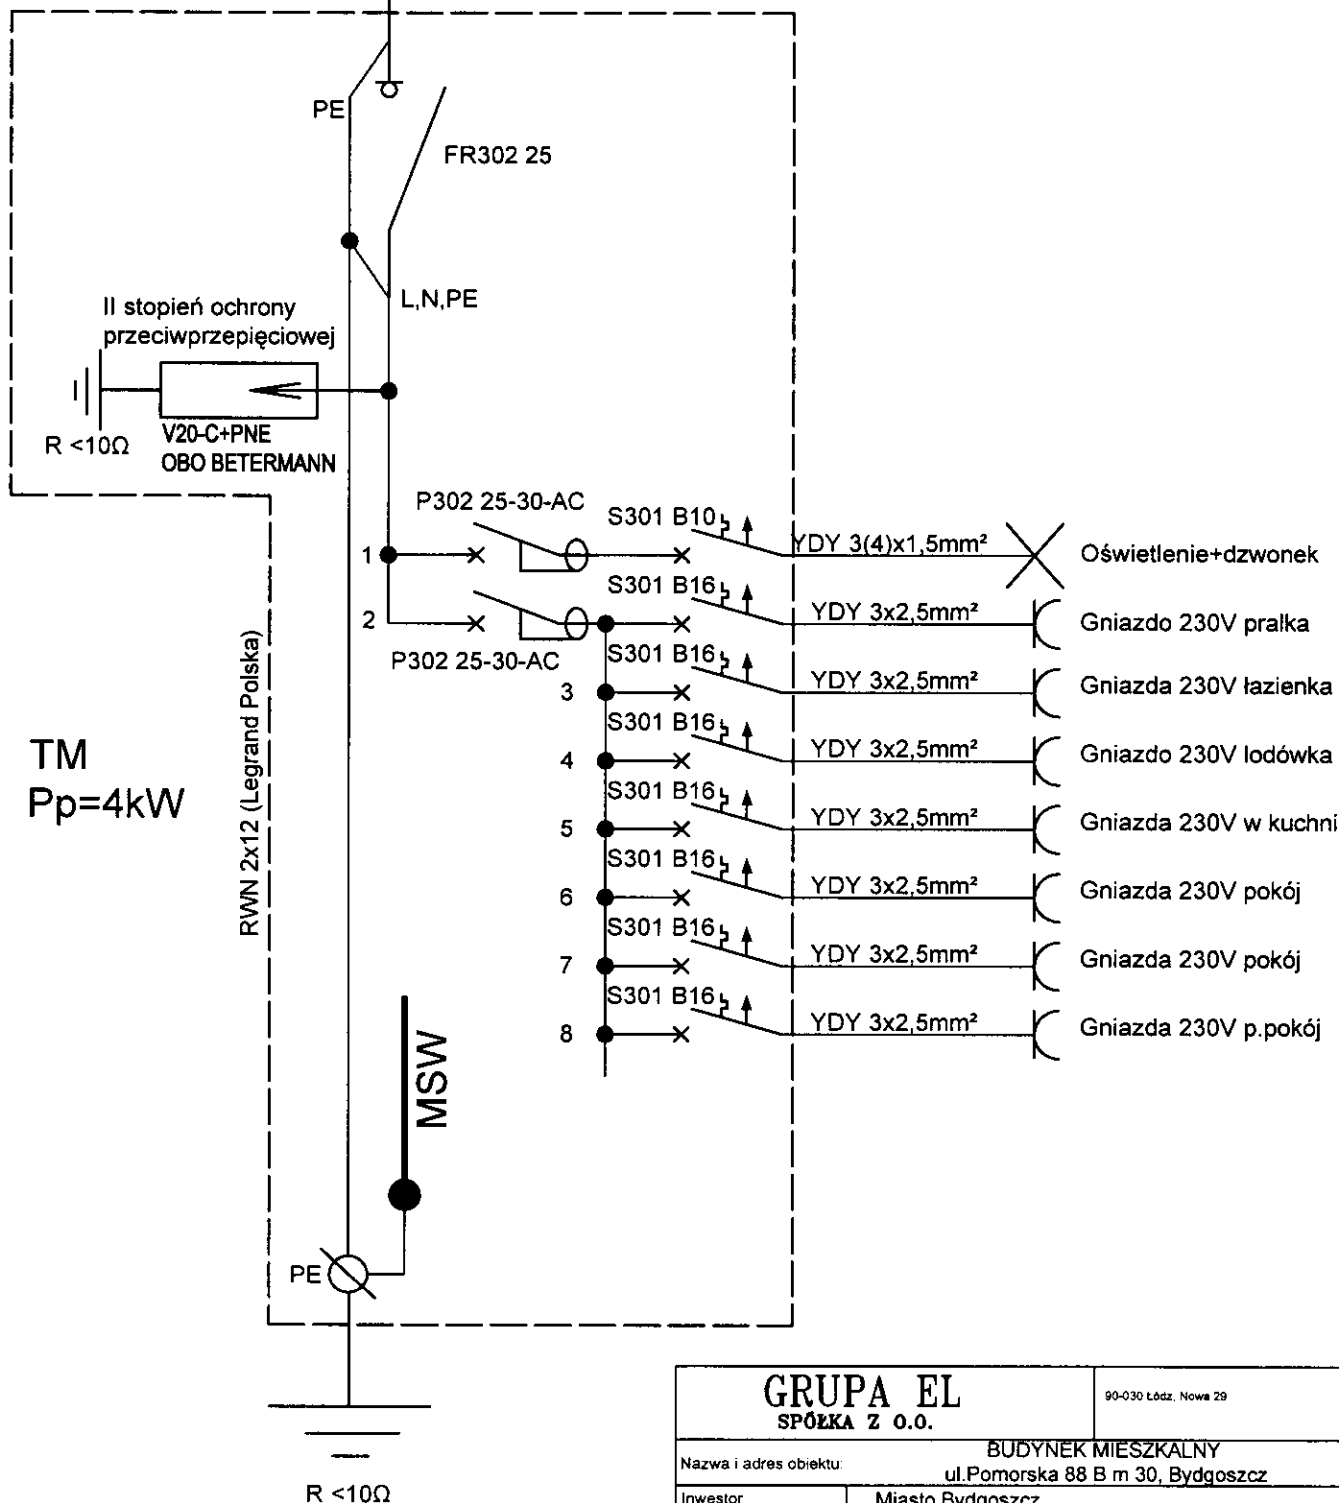 PE
FR302 25
L,N,PE
II stopień ochrony
przeciwprzepięciowej
R <10Ω
V20-C+PNE
OBO BETERMANN
P302 25-30-AC
S301 B10
YDY 3(4)x1,5mm²
1
Oświetlenie+dzwonek
S301 B16
YDY 3x2,5mm²
2
Gniazdo 230V pralka
P302 25-30-AC
S301 B16
YDY 3x2,5mm²
3
Gniazda 230V łazienka
S301 B16
YDY 3x2,5mm²
4
Gniazdo 230V lodówka
S301 B16
YDY 3x2,5mm²
5
Gniazda 230V w kuchni
S301 B16
YDY 3x2,5mm²
6
Gniazda 230V pokój
S301 B16
YDY 3x2,5mm²
7
Gniazda 230V pokój
S301 B16
YDY 3x2,5mm²
8
Gniazda 230V p.pokój
RWN 2x12 (Legrand Polska)
TM
Pp=4kW
MSW
PE
R <10Ω
GRUPA EL
SPÓŁKA Z O.O.
90-030 Łódz, Nowa 29
Nazwa i adres obiektu:
BUDYNEK MIESZKALNY
ul.Pomorska 88 B m 30, Bydgoszcz
Inwestor
Miasto Bydgoszcz